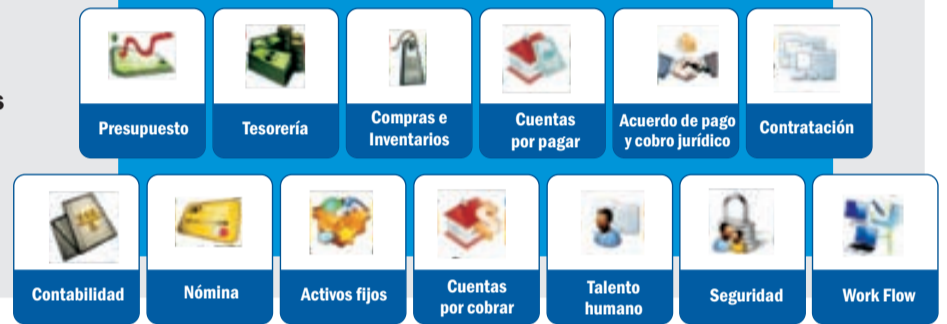 s
Presupuesto
Tesorería
Compras e
Inventarios
Cuentas
por pagar
Acuerdo de pago
y cobro jurídico
Contratación
Contabilidad
Nómina
Activos fijos
Cuentas
por cobrar
Talento
humano
Seguridad
Work Flow